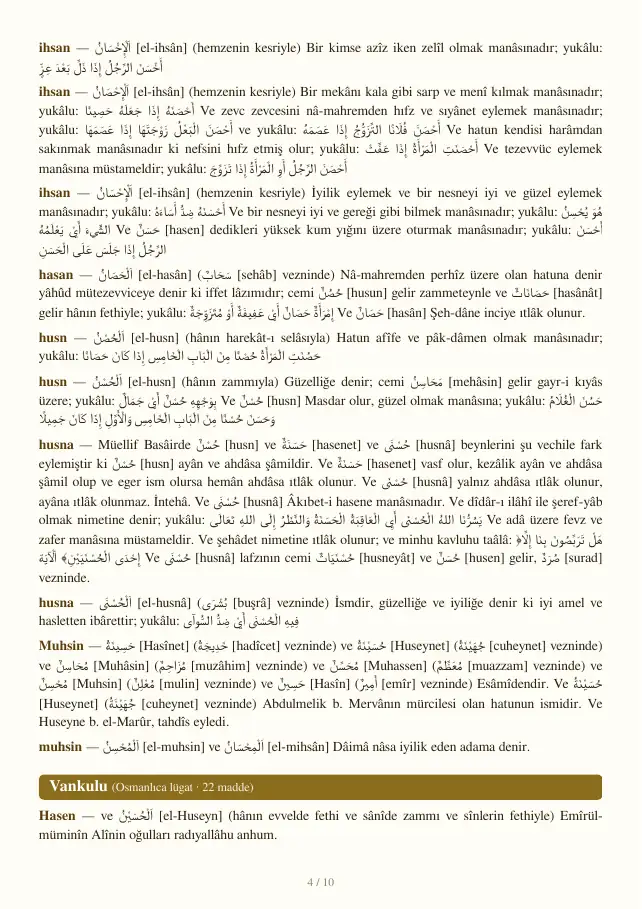 ihsan — اَلْإِحْسَانُ [el-ihsân] (hemzenin kesriyle) Bir kimse azîz iken zelîl olmak manâsınadır; yukâlu:
أَحْسَنَ الرَّجُلُ إِذَا ذَلَّ بَعْدَ عِزٍّ
ihsan — اَلْإِحْصَانُ [el-ihsan] (hemzenin kesriyle) Bir mekânı kala gibi sarp ve menî kılmak manâsınadır;
yukâlu: أَحْصَنَهُ إِذَا جَعَلَهُ حَصِينًا Ve zevc zevcesini nâ-mahremden hıfz ve sıyânet eylemek manâsınadır;
yukâlu: أَحْصَنَ الْبَعْلُ زَوْجَتَهَا إِذَا عَصَمَهَا ve yukâlu: أَحْصَنَ فُلَانًا التَّزَوُّجُ إِذَا عَصَمَهُ Ve hatun kendisi harâmdan
sakınmak manâsınadır ki nefsini hıfz etmiş olur; yukâlu: أَحْصَنَتِ الْمَرْأَةُ إِذَا عَفَّتْ Ve tezevvüc eylemek
manâsına müstameldir; yukâlu: أَحْصَنَ الرَّجُلُ أَوِ الْمَرْأَةُ إِذَا تَزَوَّجَ
ihsan — اَلْإِحْسَانُ [el-ihsân] (hemzenin kesriyle) İyilik eylemek ve bir nesneyi iyi ve güzel eylemek
manâsınadır; yukâlu: أَحْسَنَهُ ضِدُّ أَسَاءَهُ Ve bir nesneyi iyi ve gereği gibi bilmek manâsınadır; yukâlu: هُوَ يُحْسِنُ
الشَّيْءَ أَيْ يَعْلَمُهُ Ve حَسَنٌ [hasen] dedikleri yüksek kum yığını üzere oturmak manâsınadır; yukâlu: أَحْسَنَ
الرَّجُلُ إِذَا جَلَسَ عَلَى الْحَسَنِ
hasan — اَلْحَصَانُ [el-hasân] (سَحَابٌ [sehâb] vezninde) Nâ-mahremden perhîz üzere olan hatuna denir
yâhûd mütezevviceye denir ki iffet lâzımıdır; cemi حُصُنٌ [husun] gelir zammeteynle ve حَصَانَاتٌ [hasânât]
gelir hânın fethiyle; yukâlu: إِمْرَأَةٌ حَصَانٌ أَيْ عَفِيفَةٌ أَوْ مُتَزَوِّجَةٌ Ve حَصَانٌ [hasân] Şeh-dâne inciye ıtlâk olunur.
husn — اَلْحُصْنُ [el-husn] (hânın harekât-ı selâsıyla) Hatun afîfe ve pâk-dâmen olmak manâsınadır;
yukâlu: حَصُنَتِ الْمَرْأَةُ حُصْنًا مِنَ الْبَابِ الْخَامِسِ إِذَا كَانَ حَصَانًا
husn — اَلْحُسْنُ [el-husn] (hânın zammıyla) Güzelliğe denir; cemi مَحَاسِنُ [mehâsin] gelir gayr-i kıyâs
üzere; yukâlu: بِوَجْهِهِ حُسْنٌ أَيْ جَمَالٌ Ve حُسْنٌ [husn] Masdar olur, güzel olmak manâsına; yukâlu: حَسُنَ الْغُلَامُ
وَحَسَنَ حُسْنًا مِنَ الْبَابِ الْخَامِسِ وَالْأَوَّلِ إِذَا كَانَ جَمِيلًا
husna — Müellif Basâirde حُسْنٌ [husn] ve حَسَنَةٌ [hasenet] ve حُسْنَى [husnâ] beynlerini şu vechile fark
eylemiştir ki حُسْنٌ [husn] ayân ve ahdâsa şâmildir. Ve حَسَنَةٌ [hasenet] vasf olur, kezâlik ayân ve ahdâsa
şâmil olup ve eger ism olursa hemân ahdâsa ıtlâk olunur. Ve حُسْنَى [husnâ] yalnız ahdâsa ıtlâk olunur,
ayâna ıtlâk olunmaz. İntehâ. Ve حُسْنَى [husnâ] Âkıbet-i hasene manâsınadır. Ve dîdâr-ı ilâhî ile şeref-yâb
olmak nimetine denir; yukâlu: يَسَّرَنَا اللهُ الْحُسْنَى أَيِ الْعَاقِبَةَ الْحَسَنَةَ وَالنَّظَرُ إِلَى اللهِ تَعَالَى Ve adâ üzere fevz ve
zafer manâsına müstameldir. Ve şehâdet nimetine ıtlâk olunur; ve minhu kavluhu taâlâ: ﴿هَلْ تَرَبَّصُونَ بِنَا إِلَّا
إِحْدَى الْحُسْنَيَيْنِ﴾ اَلْآيَة Ve حُسْنَى [husnâ] lafzının cemi حُسْنَيَاتٌ [husneyât] ve حُسَنٌ [husen] gelir, صُرَدٌ [surad]
vezninde.
husna — اَلْحُسْنَى [el-husnâ] (بُشْرَى [buşrâ] vezninde) İsmdir, güzelliğe ve iyiliğe denir ki iyi amel ve
hasletten ibârettir; yukâlu: فِيهِ الْحُسْنَى أَيْ ضِدُّ السُّوآى
Muhsin — حَسِينَةُ [Hasînet] (خَدِيجَةُ [hadîcet] vezninde) ve حُسَيْنَةُ [Huseynet] (جُهَيْنَةُ [cuheynet] vezninde)
ve مُحَاسِنٌ [Muhâsin] (مُزَاحِمٌ [muzâhim] vezninde) ve مُحَسَّنٌ [Muhassen] (مُعَظَّمٌ [muazzam] vezninde) ve
مُحْسِنٌ [Muhsin] (مُعْلِنٌ [mulin] vezninde) ve حَسِينٌ [Hasîn] (أَمِيرٌ [emîr] vezninde) Esâmîdendir. Ve حُسَيْنَةُ
[Huseynet] (جُهَيْنَةُ [cuheynet] vezninde) Abdulmelik b. Mervânın mürcilesi olan hatunun ismidir. Ve
Huseyne b. el-Marûr, tahdîs eyledi.
muhsin — اَلْمُحْسِنُ [el-muhsin] ve اَلْمِحْسَانُ [el-mihsân] Dâimâ nâsa iyilik eden adama denir.
Vankulu (Osmanlıca lügat · 22 madde)
Hasen — ve اَلْحُسَيْنُ [el-Huseyn] (hânın evvelde fethi ve sânîde zammı ve sînlerin fethiyle) Emîrül-
müminîn Alînin oğulları radıyallâhu anhum.
4 / 10